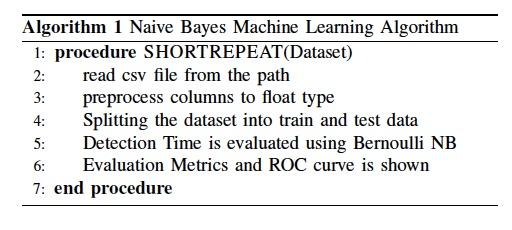 Algorithm 1 Naive Bayes Machine Learning Algorithm
1: procedure SHORTREPEAT(Dataset)
2: read csv file from the path
3: preprocess columns to float type
4: Splitting the dataset into train and test data
5: Detection Time is evaluated using Bernoulli NB
6: Evaluation Metrics and ROC curve is shown
7: end procedure